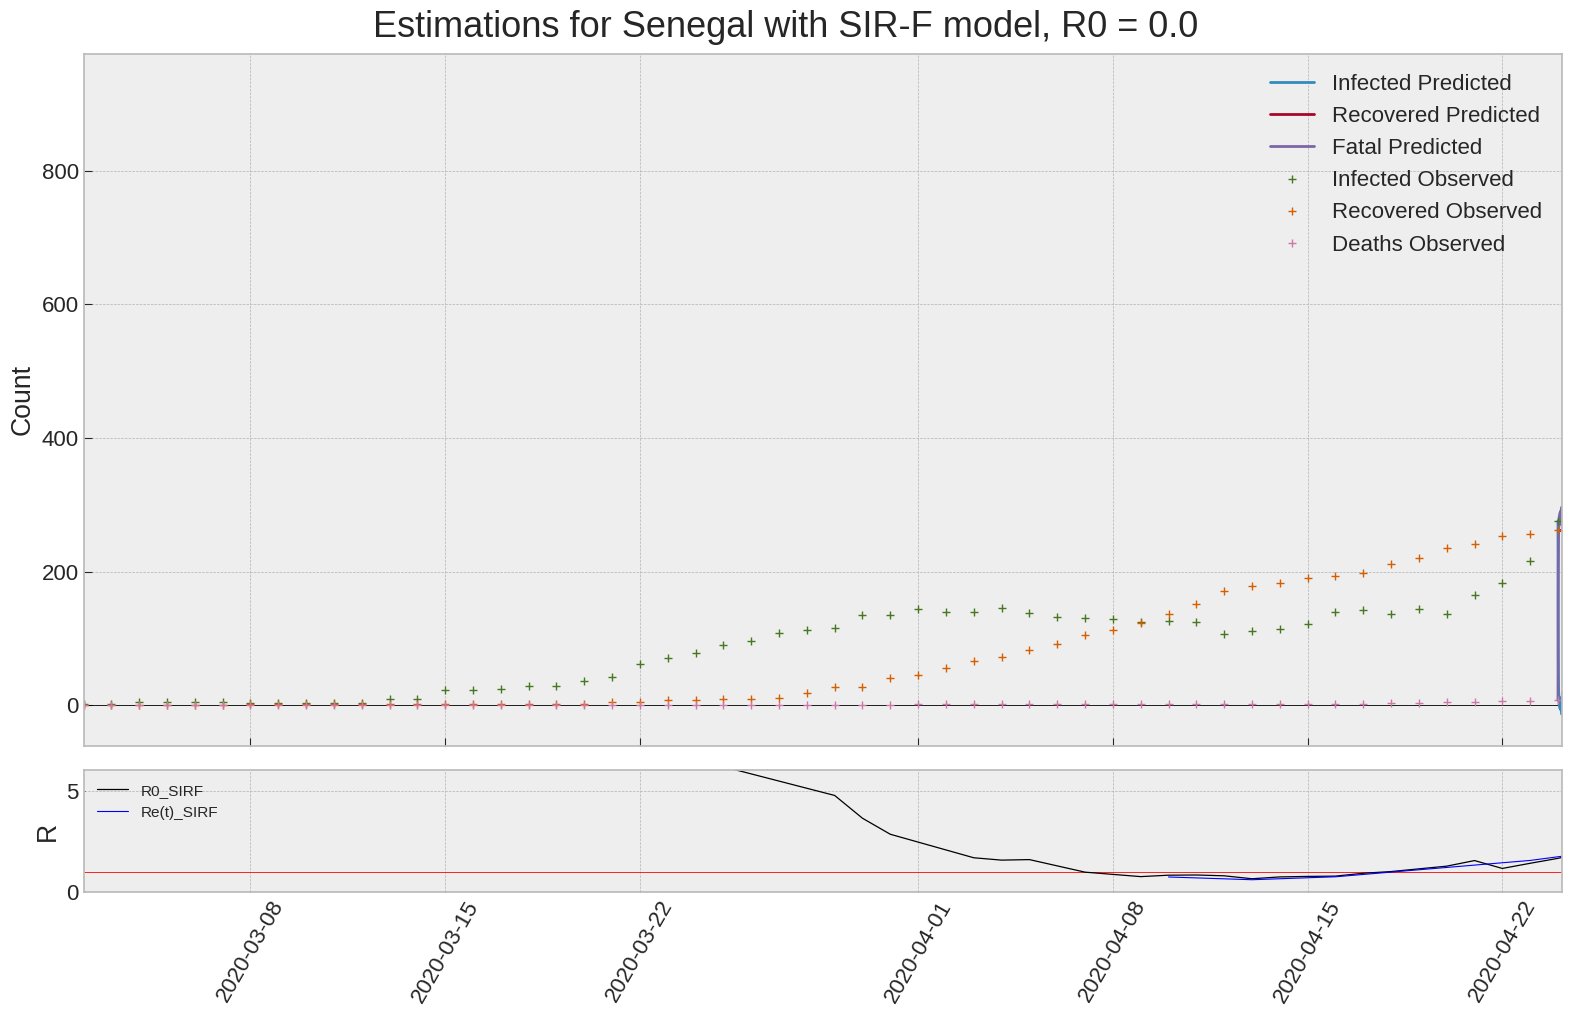 Estimations for Senegal with SIR-F model, R0 = 0.0
Infected Predicted
Recovered Predicted
Fatal Predicted
Infected Observed
Recovered Observed
Deaths Observed
Count
800
600
400
200
0
R0_SIRF
Re(t)_SIRF
R
5
0
2020-03-08
2020-03-15
2020-03-22
2020-04-01
2020-04-08
2020-04-15
2020-04-22